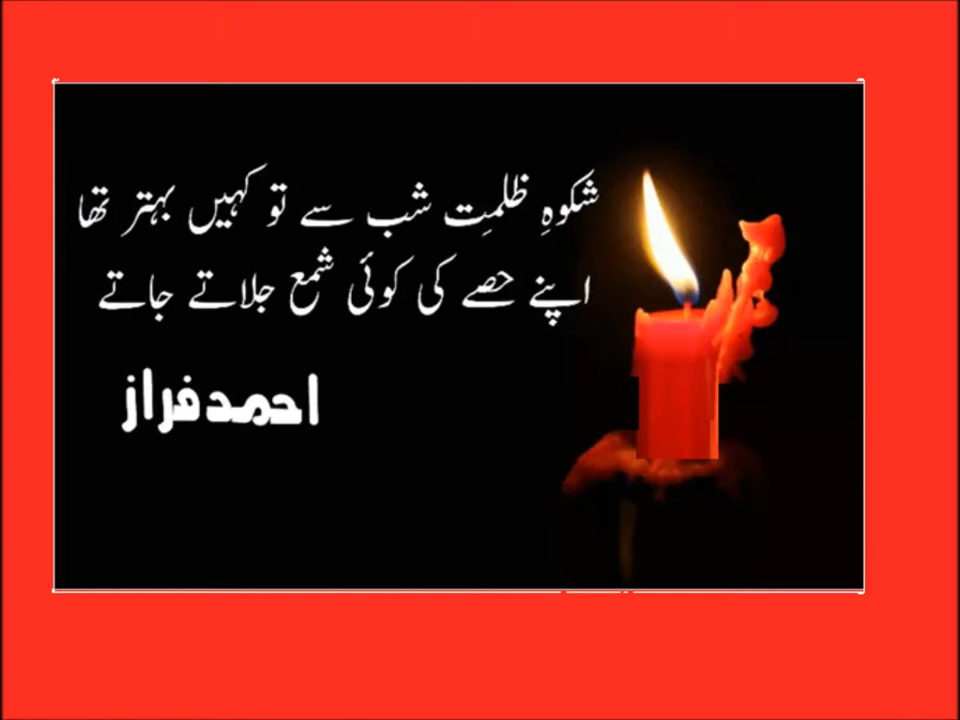 شکوہِ ظلمتِ شب سے تو کہیں بہتر تھا
اپنے حصے کی کوئی شمع جلاتے جاتے
احمد فراز